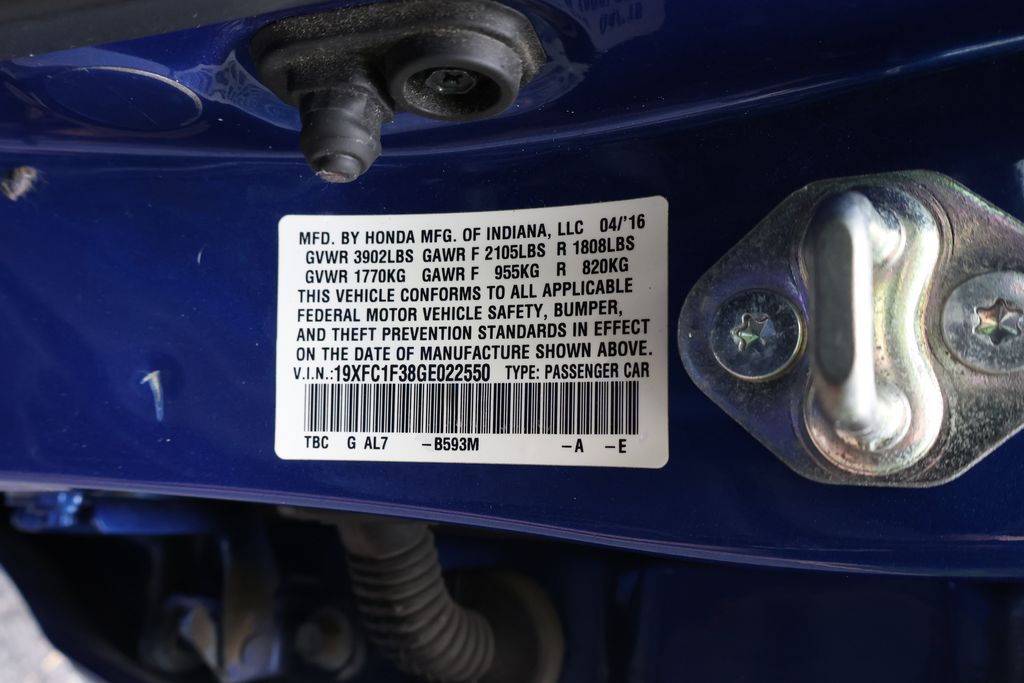 MFD. BY HONDA MFG. OF INDIANA, LLC 04/'16
GVWR 3902LBS GAWR F 2105LBS R 1808LBS
GVWR 1770KG GAWR F 955KG R 820KG
THIS VEHICLE CONFORMS TO ALL APPLICABLE
FEDERAL MOTOR VEHICLE SAFETY, BUMPER,
AND THEFT PREVENTION STANDARDS IN EFFECT
ON THE DATE OF MANUFACTURE SHOWN ABOVE.
V.I.N.:19XFC1F38GE022550 TYPE: PASSENGER CAR
TBC G AL7 –B593M –A –E